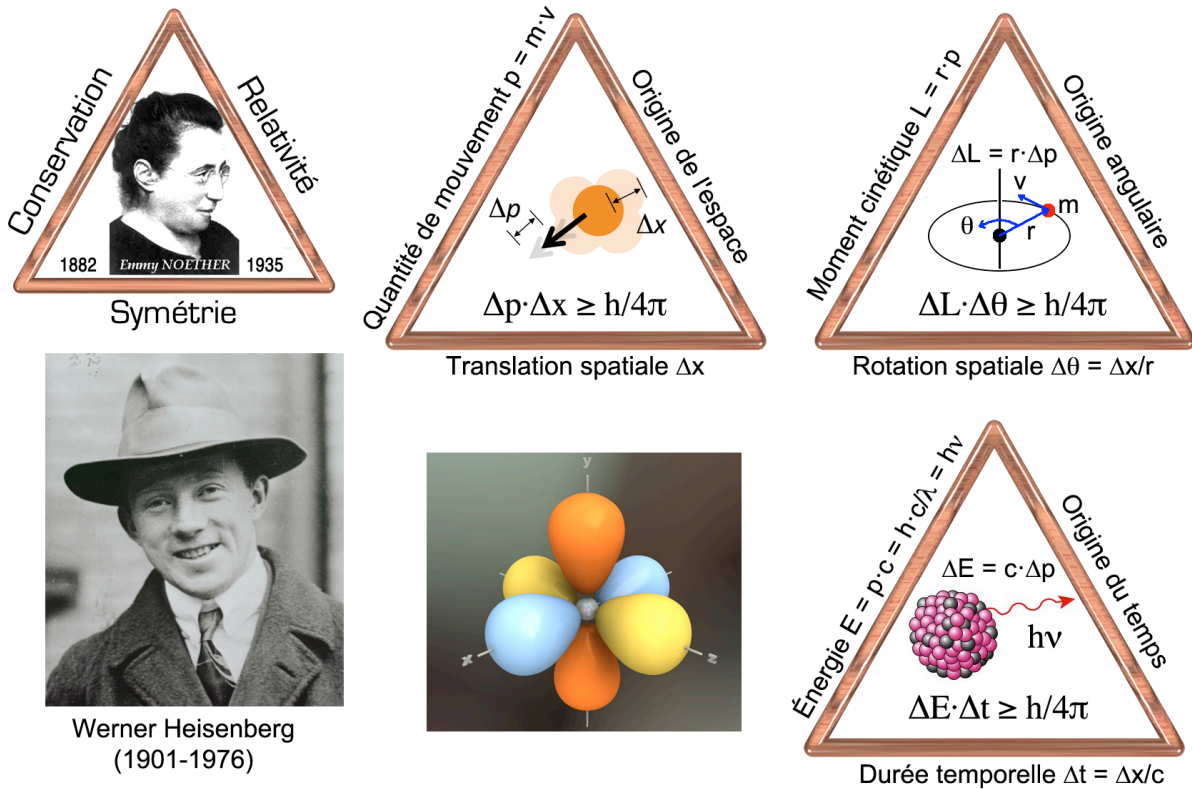 Conservation
Relativité
1882
Emmy NOETHER
1935
Symétrie
Quantité de mouvement p = m·v
Origine de l'espace
Δp
Δx
Δp·Δx ≥ h/4π
Translation spatiale Δx
Moment cinétique L = r·p
Origine angulaire
ΔL = r·Δp
v
m
θ
r
ΔL·Δθ ≥ h/4π
Rotation spatiale Δθ = Δx/r
Werner Heisenberg
(1901-1976)
y
x
z
Énergie E = p·c = h·c/λ = hν
Origine du temps
ΔE = c·Δp
hν
ΔE·Δt ≥ h/4π
Durée temporelle Δt = Δx/c